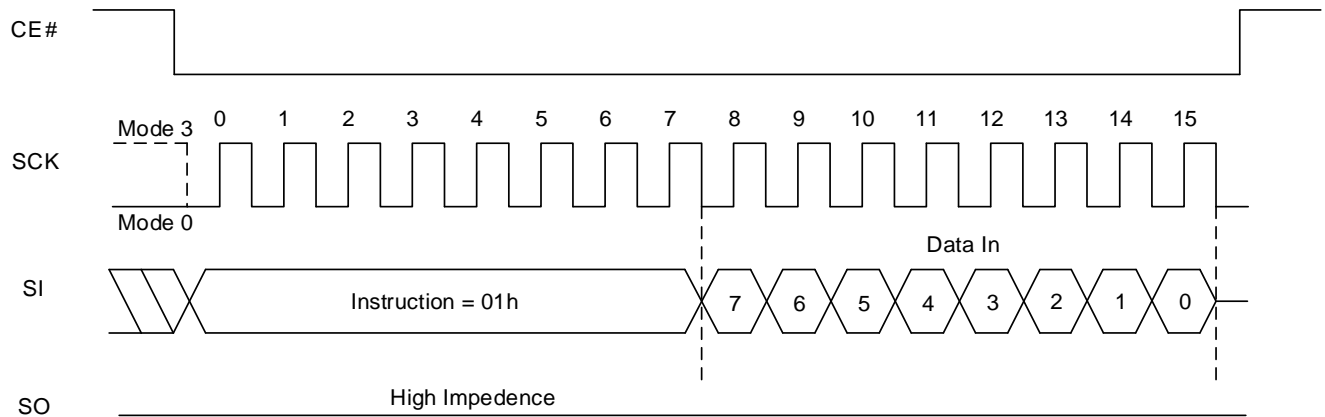 CE#
0 1 2 3 4 5 6 7 8 9 10 11 12 13 14 15
Mode 3
SCK
Mode 0
Data In
SI
Instruction = 01h
7 6 5 4 3 2 1 0
High Impedence
SO